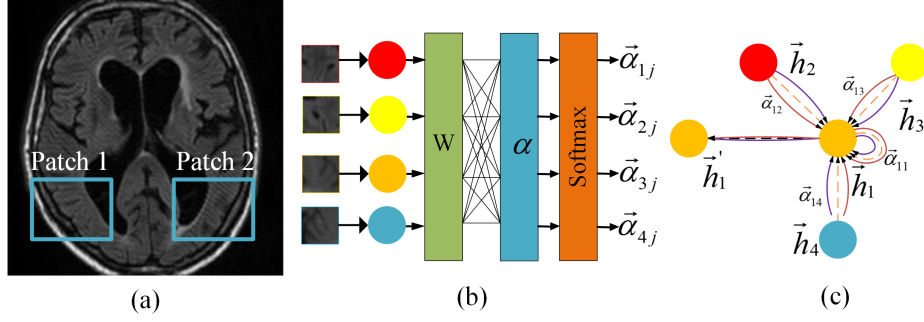 Patch 1
Patch 2
(a)
W
α
Softmax
α⃗₁ⱼ
α⃗₂ⱼ
α⃗₃ⱼ
α⃗₄ⱼ
(b)
h⃗₂
α⃗₁₂
α⃗₁₃
h⃗₃
h⃗₁'
α⃗₁₁
h⃗₁
α⃗₁₄
h⃗₄
(c)